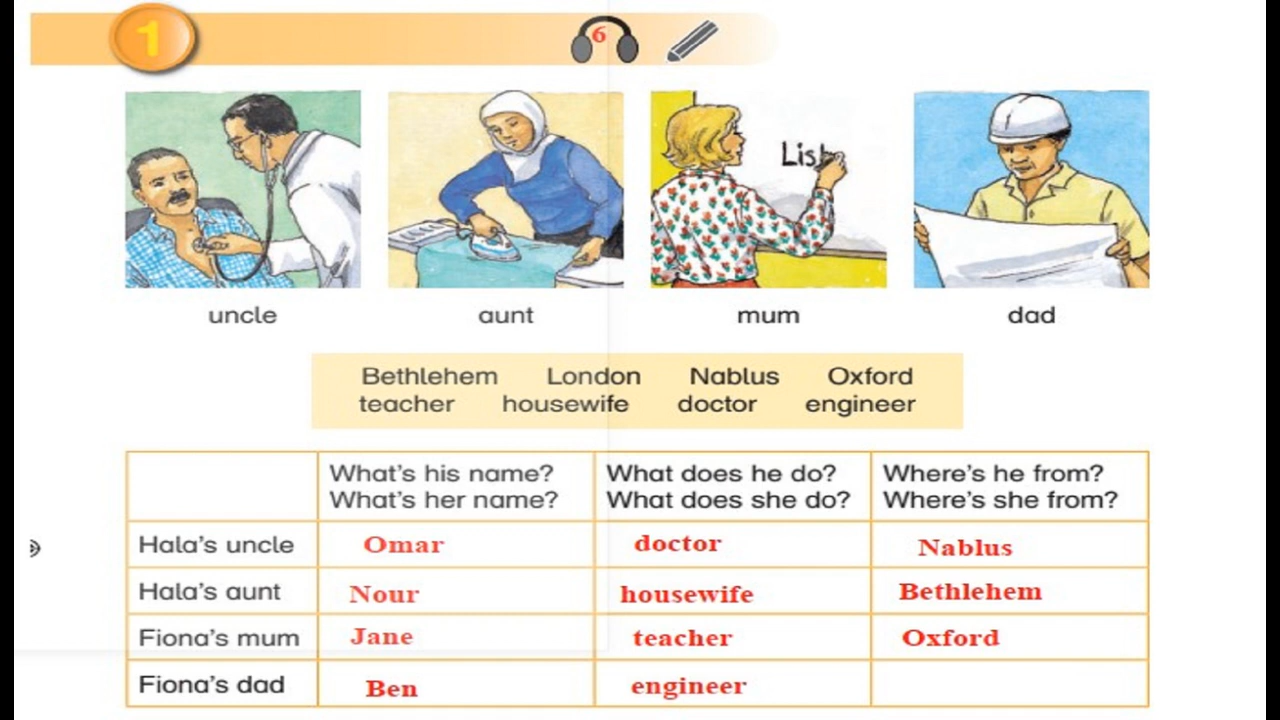 1
6
List
uncle aunt mum dad
Bethlehem London Nablus Oxford
teacher housewife doctor engineer
What's his name? What does he do? Where's he from?
What's her name? What does she do? Where's she from?
Hala's uncle Omar doctor Nablus
Hala's aunt Nour housewife Bethlehem
Fiona's mum Jane teacher Oxford
Fiona's dad Ben engineer